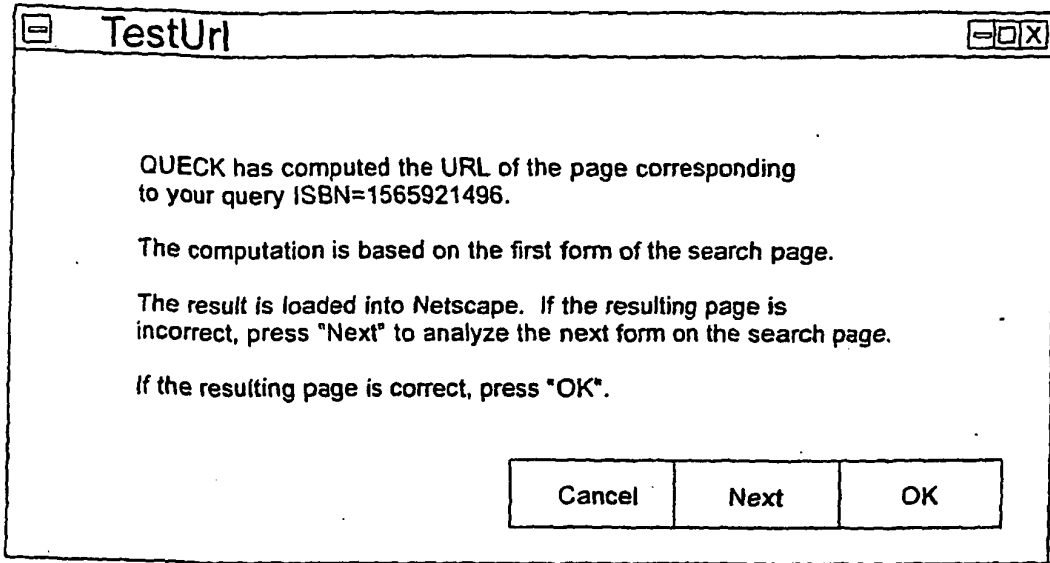 TestUrl
QUECK has computed the URL of the page corresponding
to your query ISBN=1565921496.
The computation is based on the first form of the search page.
The result is loaded into Netscape. If the resulting page is
incorrect, press "Next" to analyze the next form on the search page.
If the resulting page is correct, press "OK".
Cancel Next OK